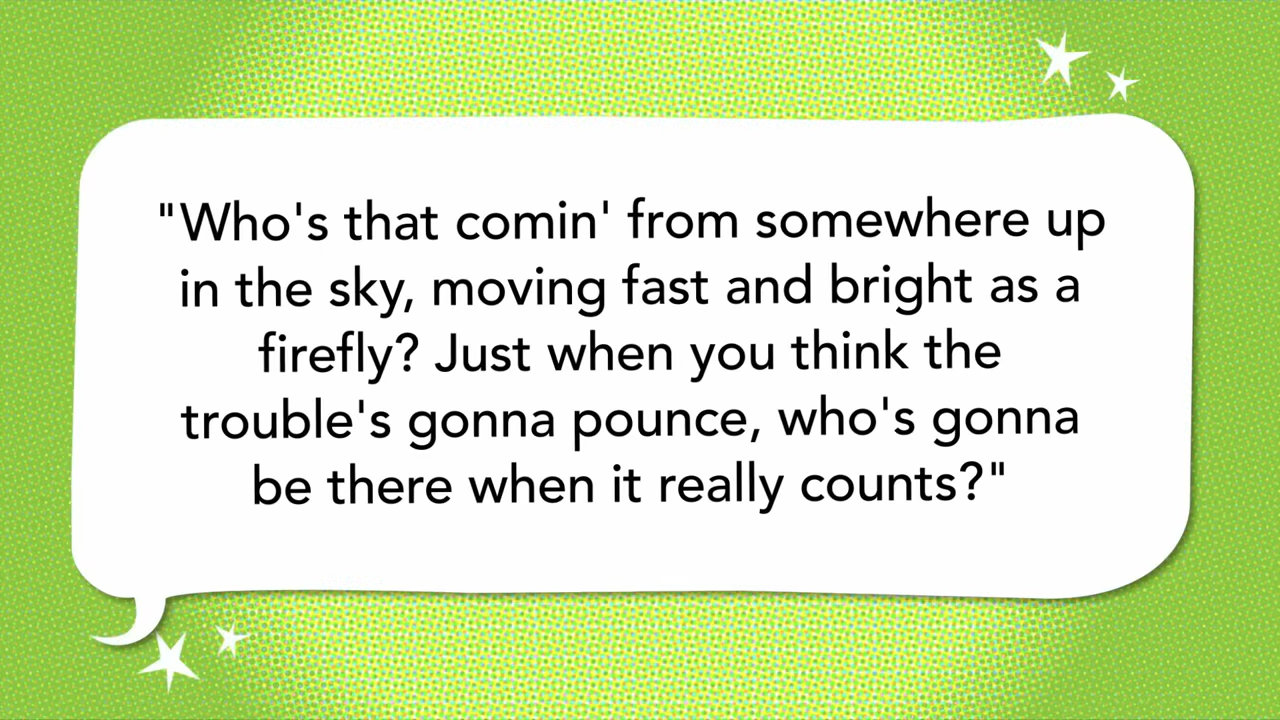 "Who's that comin' from somewhere up
in the sky, moving fast and bright as a
firefly? Just when you think the
trouble's gonna pounce, who's gonna
be there when it really counts?"